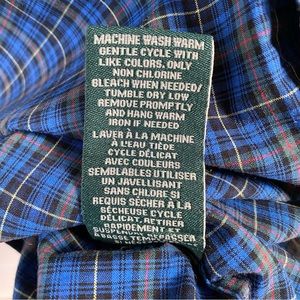 MACHINE WASH WARM
GENTLE CYCLE WITH
LIKE COLORS. ONLY
NON CHLORINE
BLEACH WHEN NEEDED/
TUMBLE DRY LOW
REMOVE PROMPTLY
AND HANG WARM
IRON IF NEEDED
LAVER À LA MACHINE
À L'EAU TIÈDE
CYCLE DÉLICAT
AVEC COULEURS
SEMBLABLES UTILISER
UN JAVELLISANT
SANS CHLORE SI
REQUIS SÈCHER À LA
SÈCHEUSE CYCLE
DÉLICAT, RETIRER
RAPIDEMENT ET